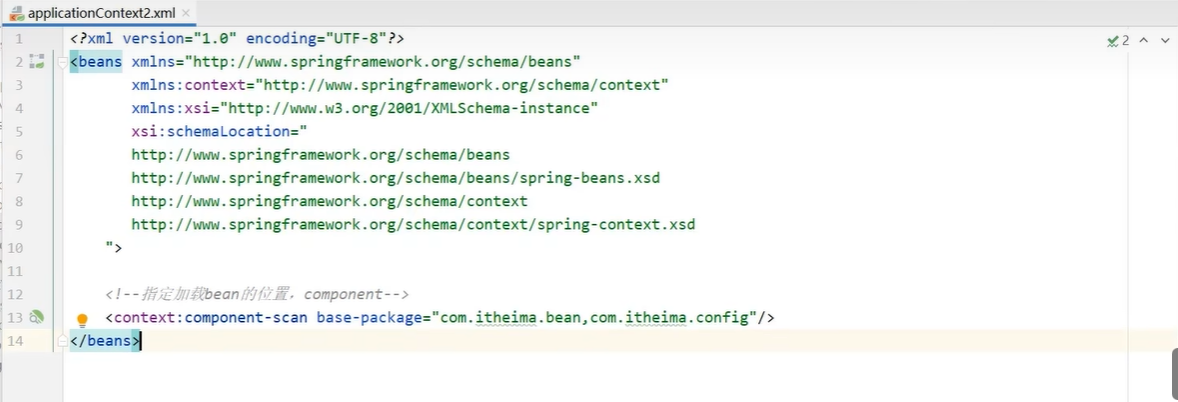 applicationContext2.xml
1 <?xml version="1.0" encoding="UTF-8"?>
2 <beans xmlns="http://www.springframework.org/schema/beans"
3 xmlns:context="http://www.springframework.org/schema/context"
4 xmlns:xsi="http://www.w3.org/2001/XMLSchema-instance"
5 xsi:schemaLocation="
6 http://www.springframework.org/schema/beans
7 http://www.springframework.org/schema/beans/spring-beans.xsd
8 http://www.springframework.org/schema/context
9 http://www.springframework.org/schema/context/spring-context.xsd
10 ">
11
12 <!--指定加载bean的位置，component-->
13 <context:component-scan base-package="com.itheima.bean,com.itheima.config"/>
14 </beans>
2